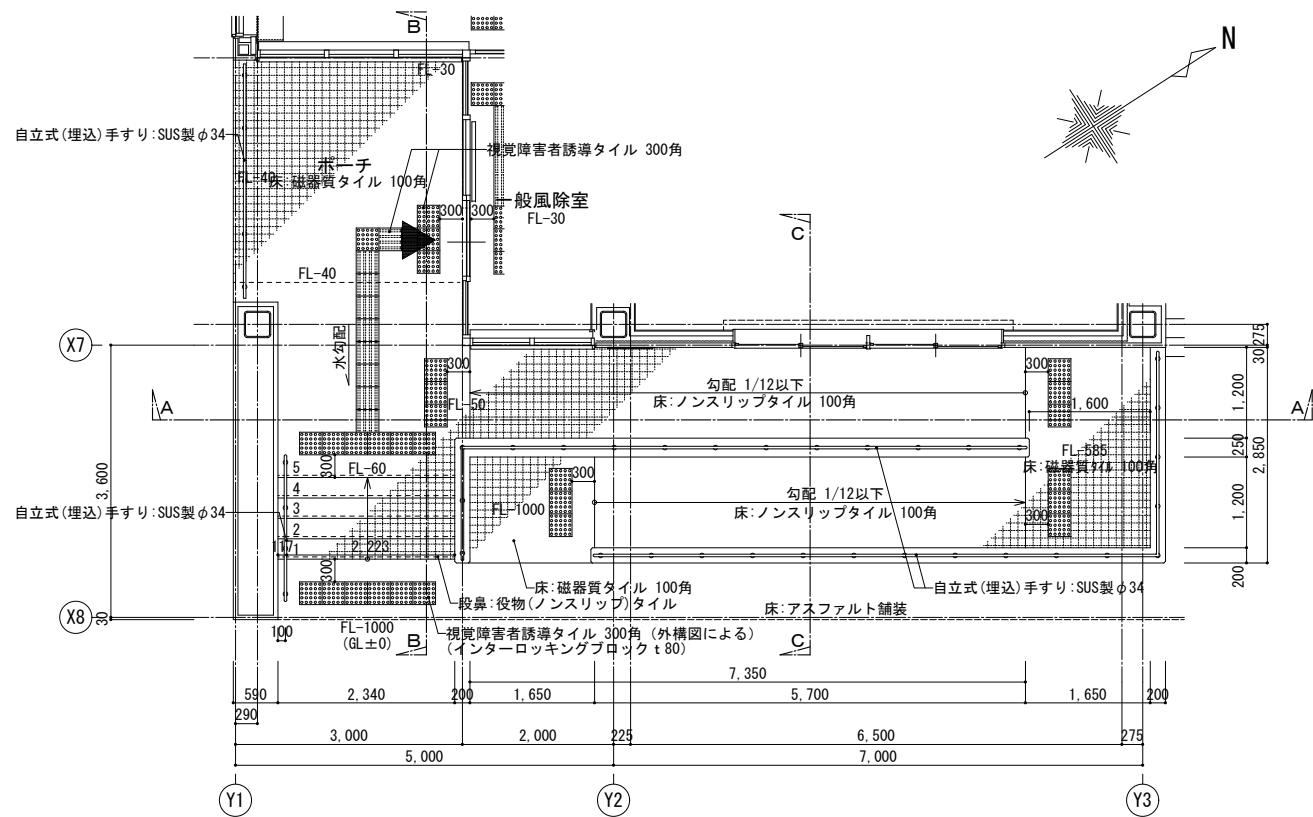 B
N
FL-30
自立式(埋込)手すり:SUS製φ34
視覚障害者誘導タイル 300角
ポーチ
FL-40
床:磁器質タイル 100角
一般風除室
300
300
FL-30
C
FL-40
X7
水勾配
275
30
300
300
勾配 1/12以下
床:ノンスリップタイル 100角
1,200
A
A
FL-50
1,600
250
2,850
FL-585
床:磁器質タイル 100角
5
300
FL-60
300
4
勾配 1/12以下
3,600
3
FL-1000
床:ノンスリップタイル 100角
1,200
自立式(埋込)手すり:SUS製φ34
300
2
117
1
2,223
300
床:磁器質タイル 100角
自立式(埋込)手すり:SUS製φ34
200
段鼻:役物(ノンスリップ)タイル
床:アスファルト舗装
X8
30
100
FL-1000
(GL±0)
B
視覚障害者誘導タイル 300角 (外構図による)
(インターロッキングブロック t80)
C
7,350
590
2,340
200
1,650
5,700
1,650
200
290
3,000
2,000
225
6,500
275
5,000
7,000
Y1
Y2
Y3